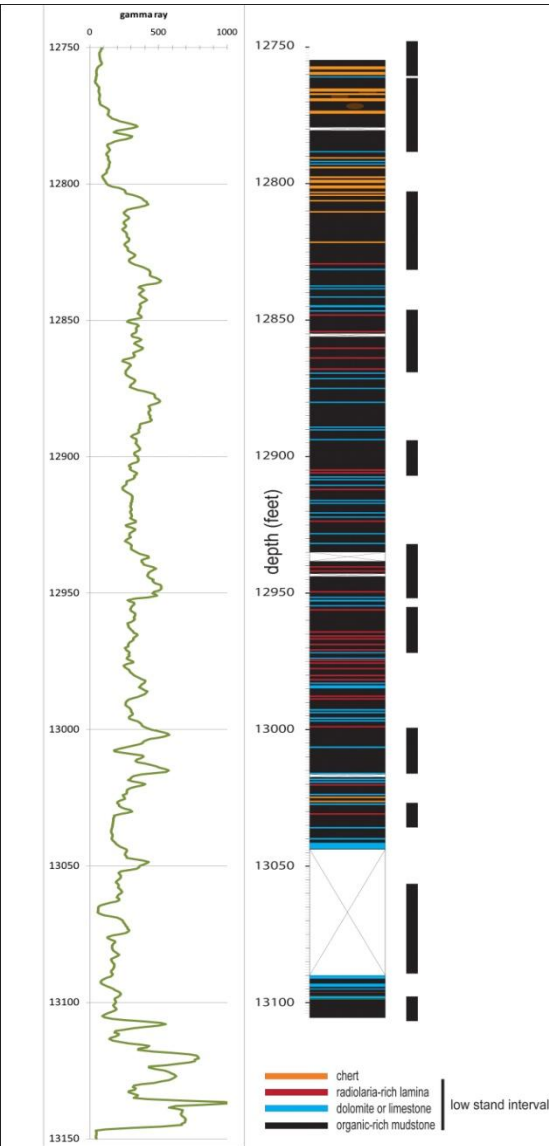 gamma ray
0 500 1000
12750
12800
12850
12900
12950
13000
13050
13100
13150
12750
12800
12850
12900
12950
13000
13050
13100
depth (feet)
chert
radiolaria-rich lamina
dolomite or limestone
organic-rich mudstone
low stand interval